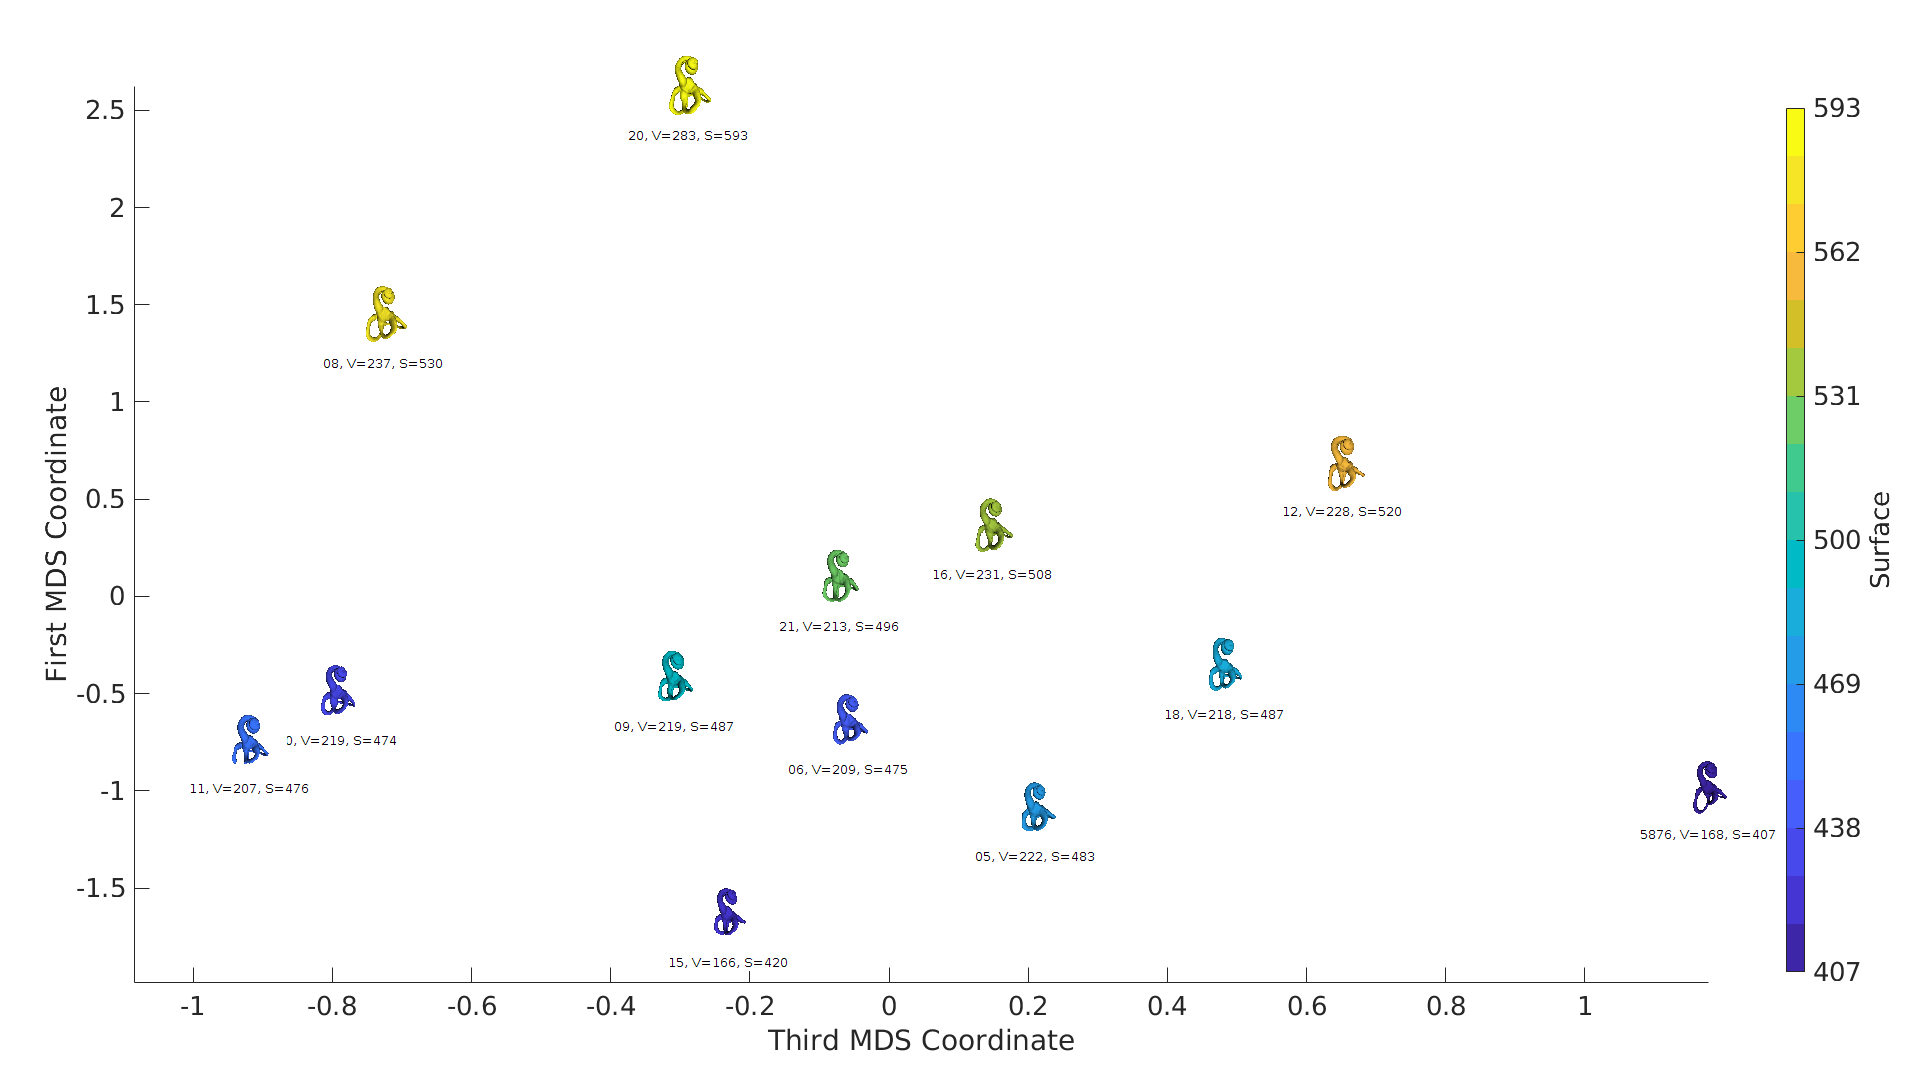 2.5
2
1.5
1
0.5
0
-0.5
-1
-1.5
First MDS Coordinate
20, V=283, S=593
08, V=237, S=530
12, V=228, S=520
16, V=231, S=508
21, V=213, S=496
18, V=218, S=487
09, V=219, S=487
0, V=219, S=474
06, V=209, S=475
11, V=207, S=476
5876, V=168, S=407
05, V=222, S=483
15, V=166, S=420
-1 -0.8 -0.6 -0.4 -0.2 0 0.2 0.4 0.6 0.8 1
Third MDS Coordinate
593
562
531
500
469
438
407
Surface